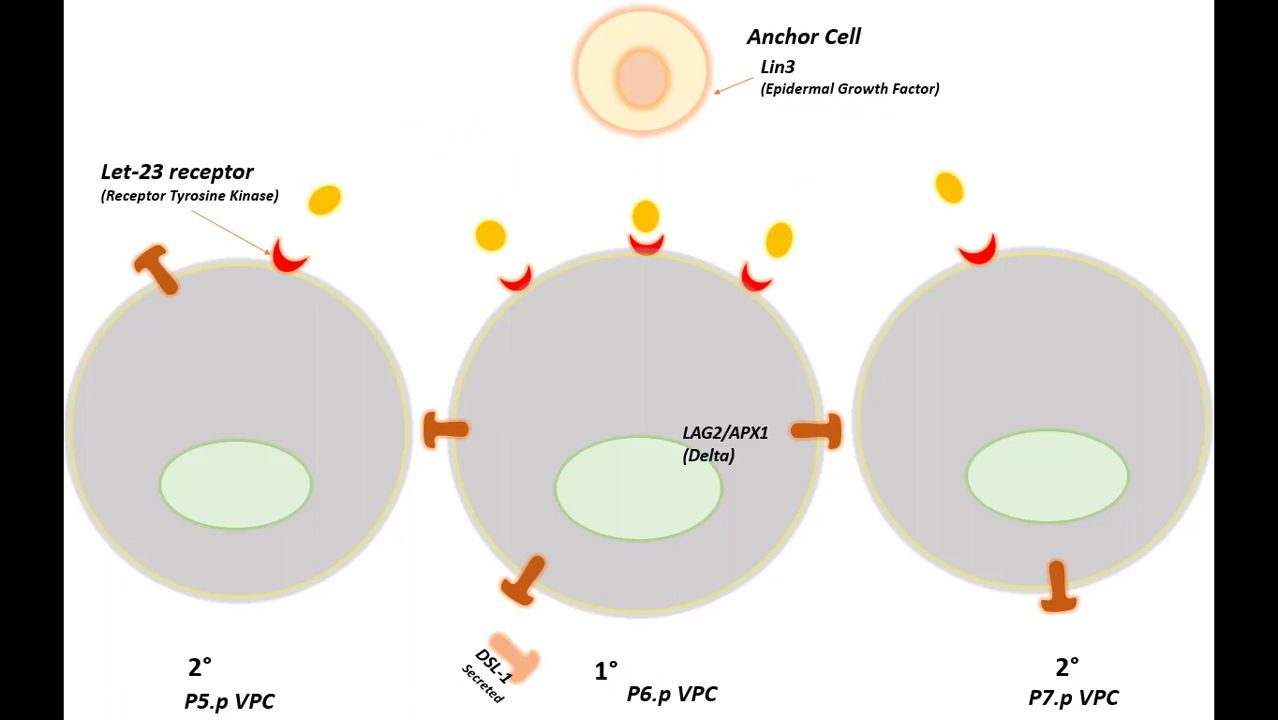 Anchor Cell
Lin3
(Epidermal Growth Factor)
Let-23 receptor
(Receptor Tyrosine Kinase)
LAG2/APX1
(Delta)
DSL-1
Secreted
2°
P5.p VPC
1°
P6.p VPC
2°
P7.p VPC